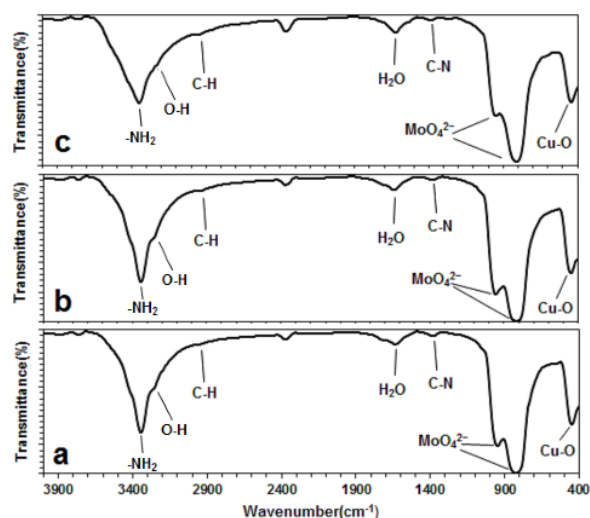 Transmittance(%)
c
-NH₂
O-H
C-H
H₂O
C-N
MoO₄²⁻
Cu-O
Transmittance(%)
b
-NH₂
O-H
C-H
H₂O
C-N
MoO₄²⁻
Cu-O
Transmittance(%)
a
-NH₂
O-H
C-H
H₂O
C-N
MoO₄²⁻
Cu-O
3900 3400 2900 2400 1900 1400 900 400
Wavenumber(cm⁻¹)